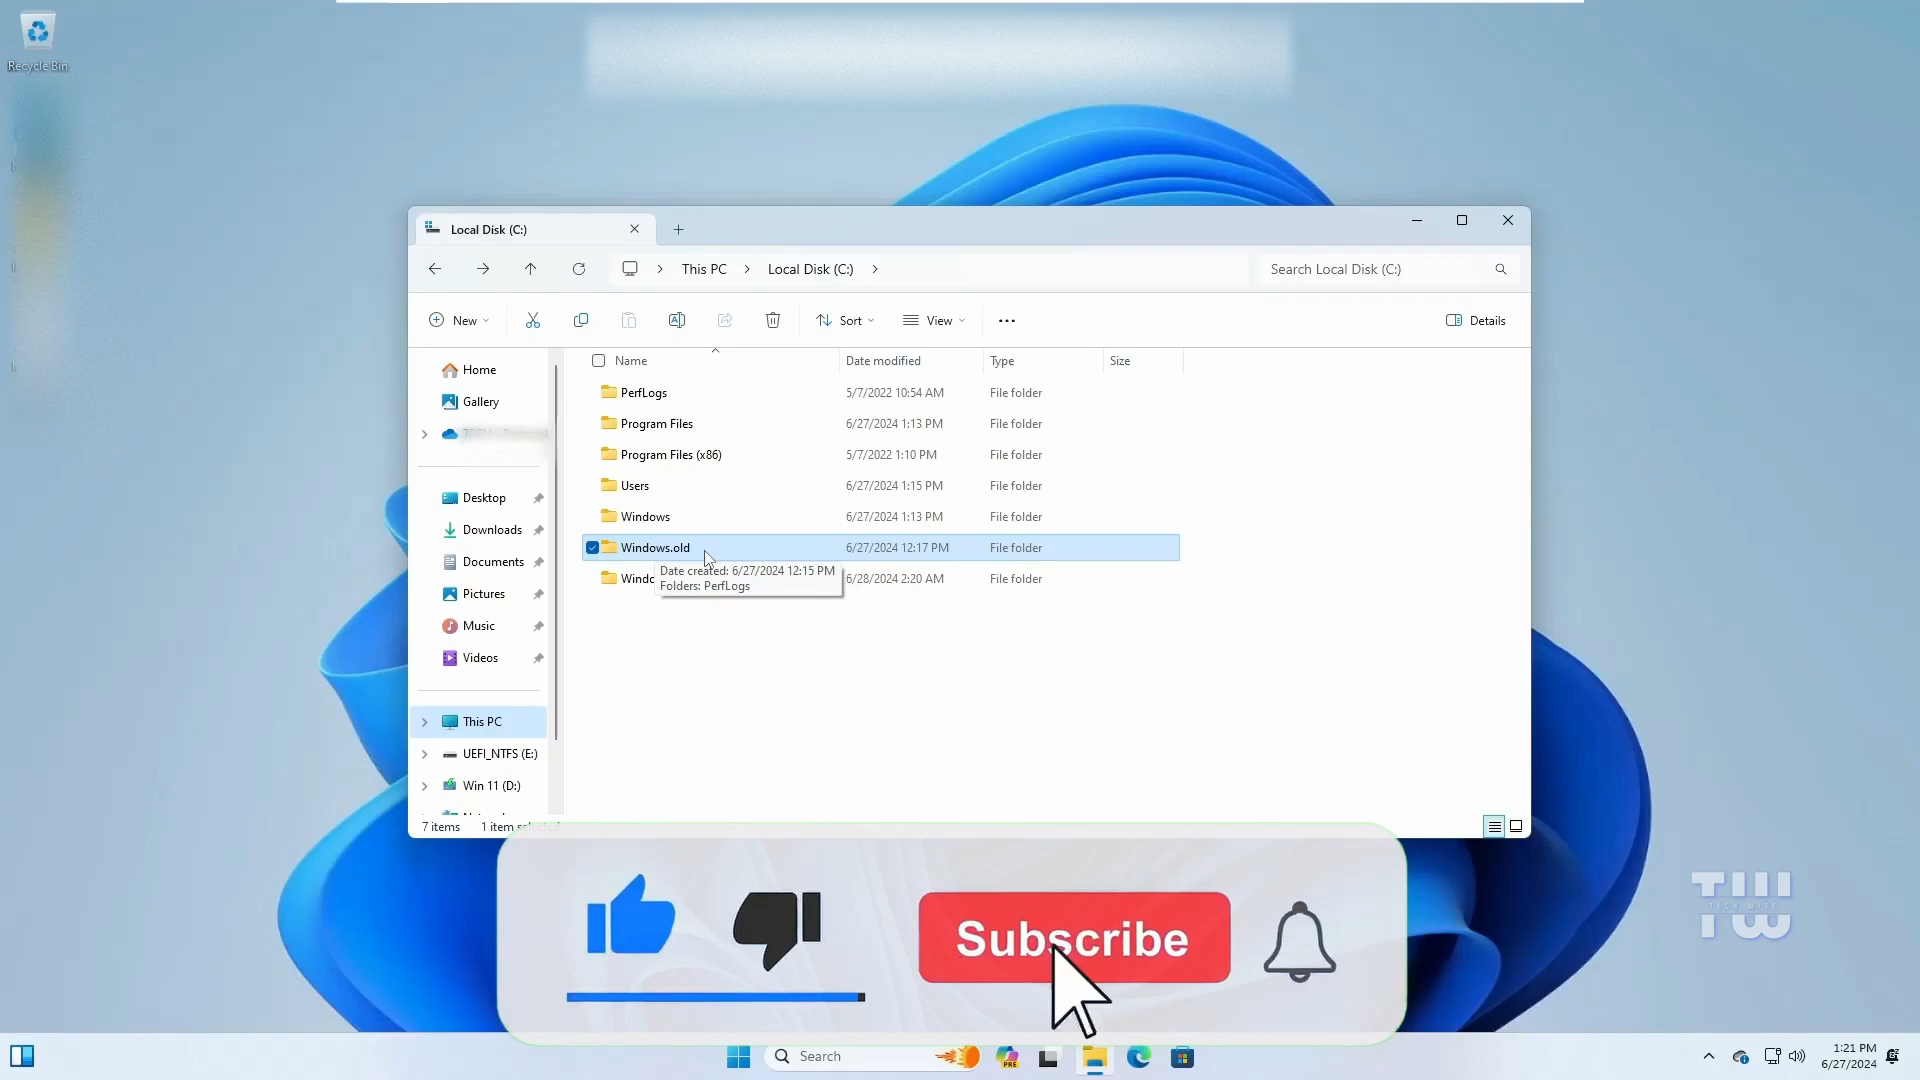 Recycle Bin
Local Disk (C:)
This PC
Local Disk (C:)
Search Local Disk (C:)
New
Sort
View
Details
Name Date modified Type Size
Home
Gallery
PerfLogs 5/7/2022 10:54 AM File folder
Program Files 6/27/2024 1:13 PM File folder
Program Files (x86) 5/7/2022 1:10 PM File folder
Users 6/27/2024 1:15 PM File folder
Windows 6/27/2024 1:13 PM File folder
Windows.old 6/27/2024 12:17 PM File folder
6/28/2024 2:20 AM File folder
Date created: 6/27/2024 12:15 PM
Folders: PerfLogs
Desktop
Downloads
Documents
Pictures
Music
Videos
This PC
UEFI_NTFS (E:)
Win 11 (D:)
7 items 1 item selected
Subscribe
TW
TECH WISE
TW
Search
PRE
1:21 PM
6/27/2024